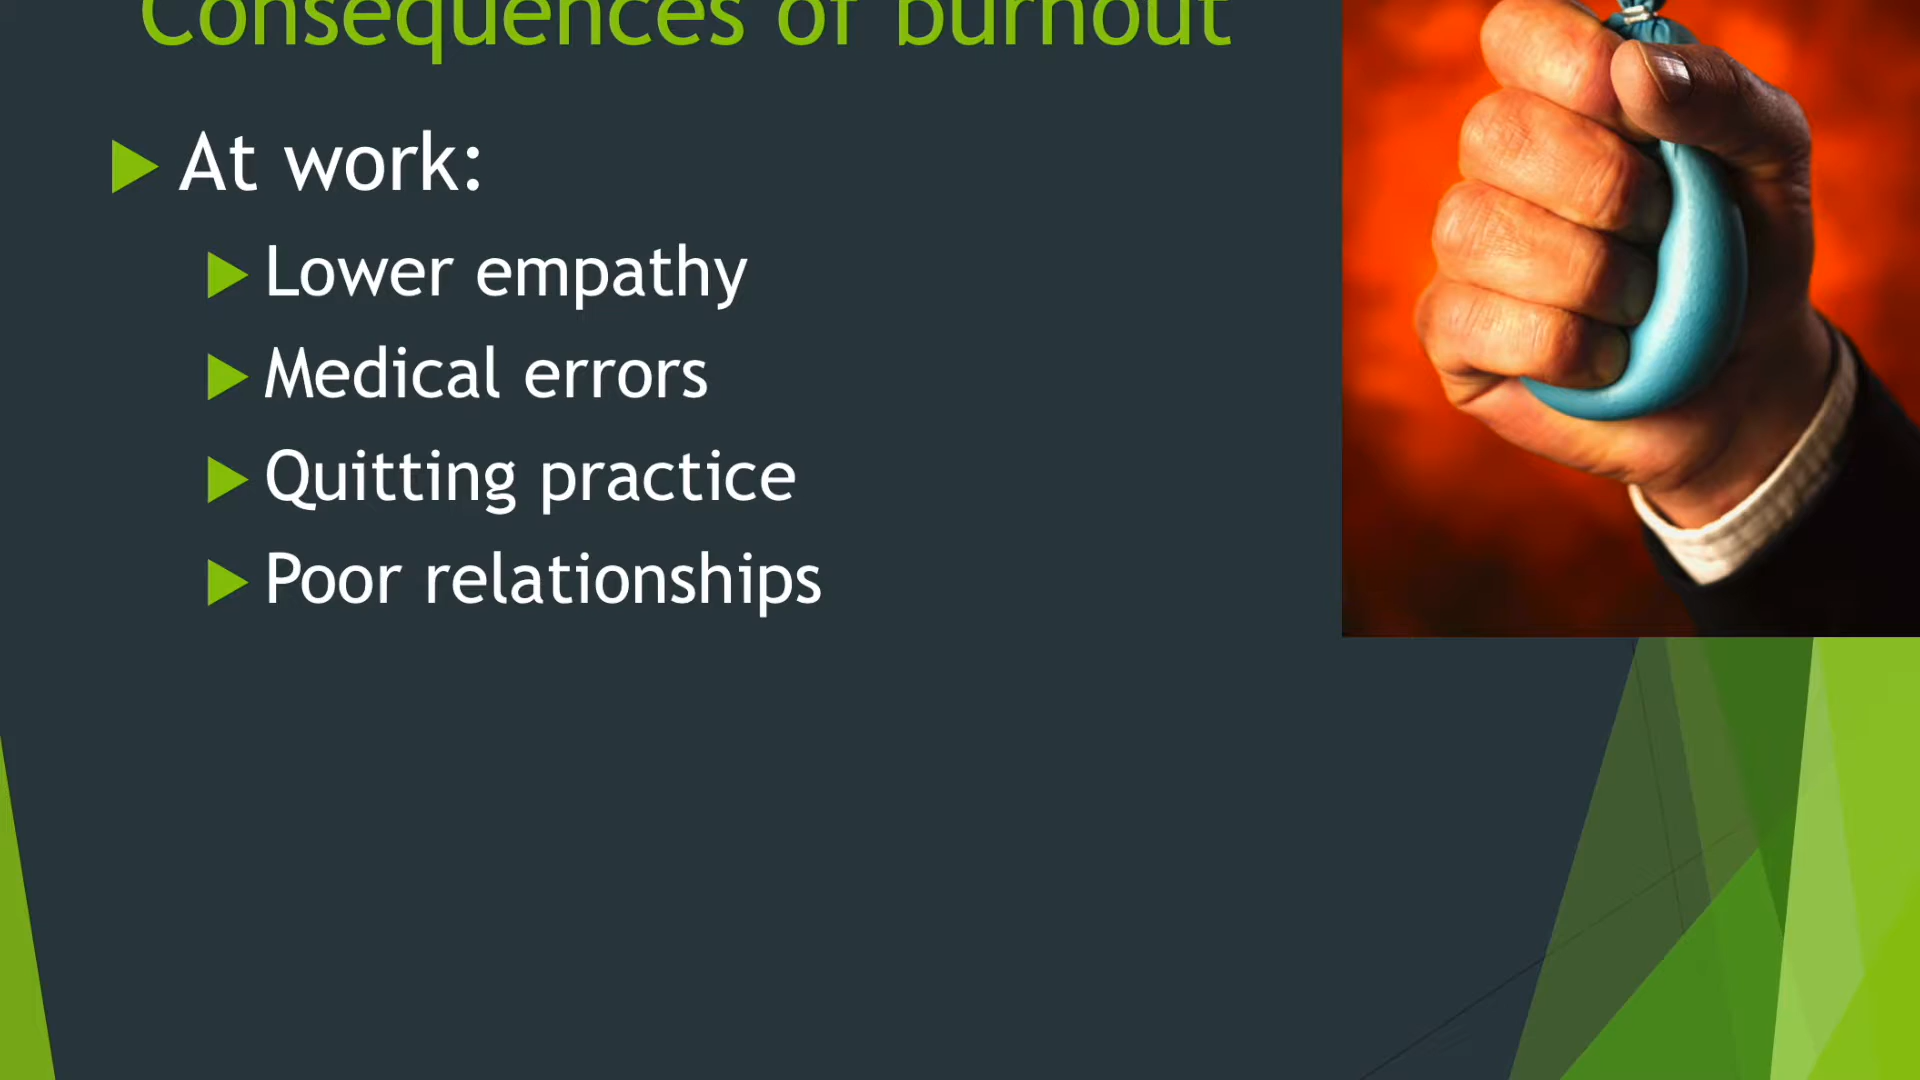 Consequences of burnout
At work:
Lower empathy
Medical errors
Quitting practice
Poor relationships